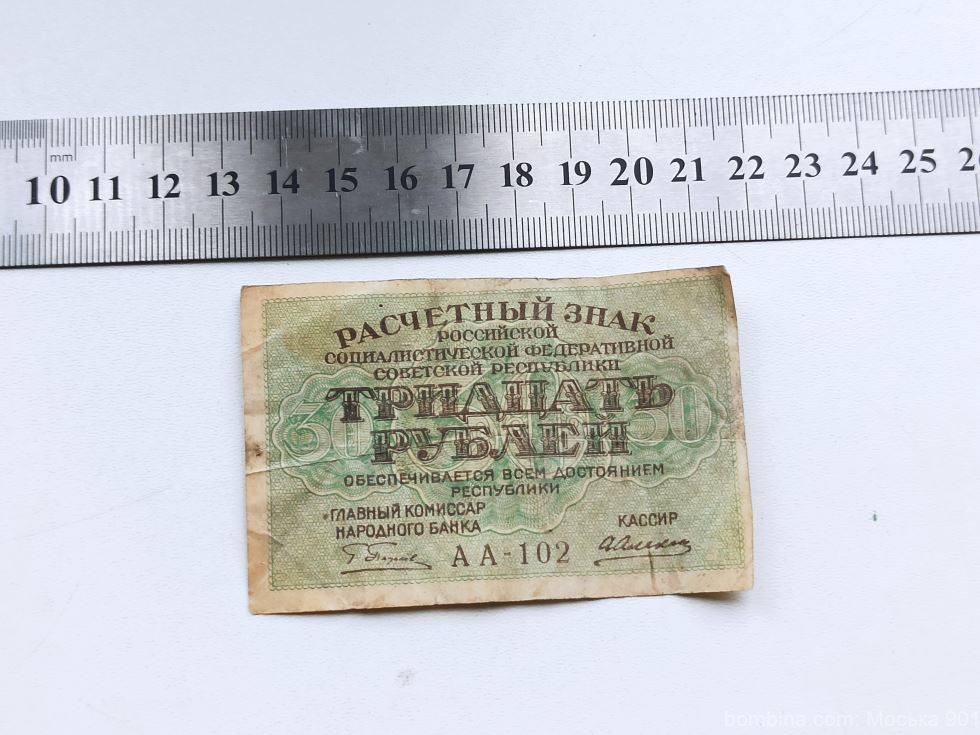 mm
10 11 12 13 14 15 16 17 18 19 20 21 22 23 24 25
РАСЧЕТНЫЙ ЗНАК
РОССИЙСКОЙ
СОЦИАЛИСТИЧЕСКОЙ ФЕДЕРАТИВНОЙ
СОВЕТСКОЙ РЕСПУБЛИКИ
ТРИДЦАТЬ
30 30
РУБЛЕЙ
ОБЕСПЕЧИВАЕТСЯ ВСЕМ ДОСТОЯНИЕМ
РЕСПУБЛИКИ
ГЛАВНЫЙ КОМИССАР
НАРОДНОГО БАНКА
КАССИР
АА-102
bombina.com: Моська 901